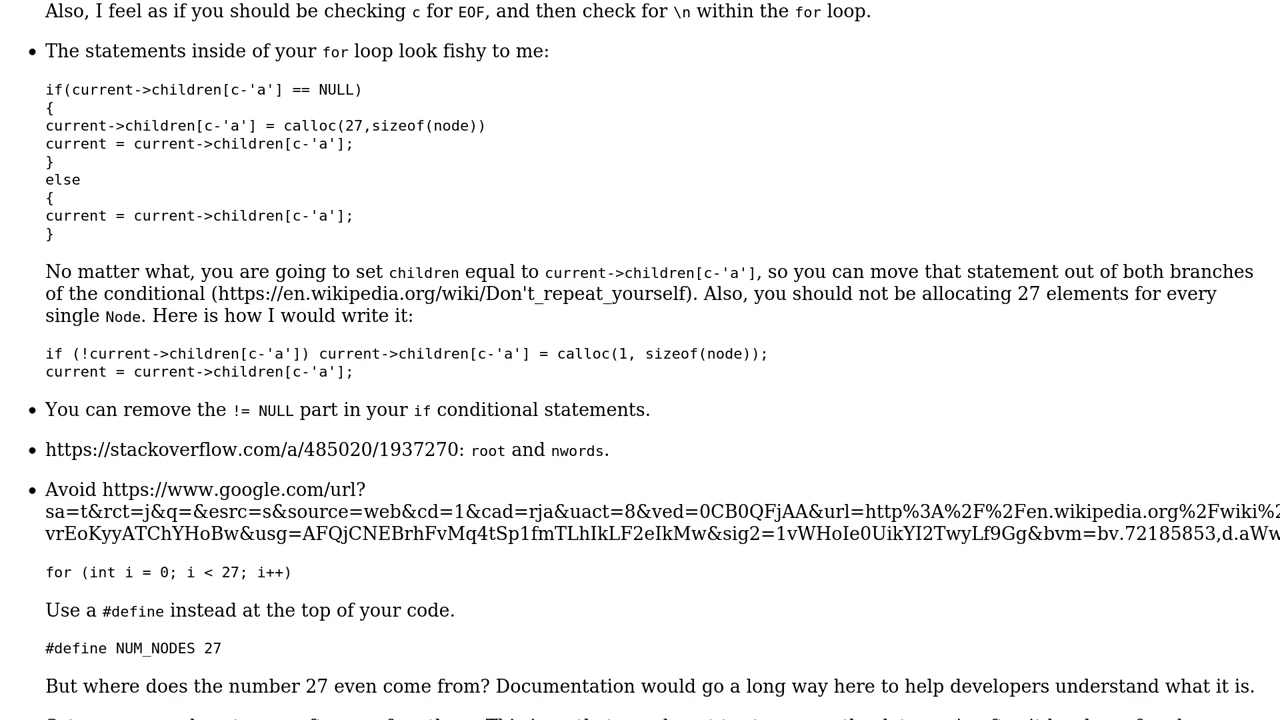 Also, I feel as if you should be checking c for EOF, and then check for \n within the for loop.
• The statements inside of your for loop look fishy to me:
if(current->children[c-'a'] == NULL)
{
current->children[c-'a'] = calloc(27,sizeof(node))
current = current->children[c-'a'];
}
else
{
current = current->children[c-'a'];
}
No matter what, you are going to set children equal to current->children[c-'a'], so you can move that statement out of both branches
of the conditional (https://en.wikipedia.org/wiki/Don't_repeat_yourself). Also, you should not be allocating 27 elements for every
single Node. Here is how I would write it:
if (!current->children[c-'a']) current->children[c-'a'] = calloc(1, sizeof(node));
current = current->children[c-'a'];
• You can remove the != NULL part in your if conditional statements.
• https://stackoverflow.com/a/485020/1937270: root and nwords.
• Avoid https://www.google.com/url?
sa=t&rct=j&q=&esrc=s&source=web&cd=1&cad=rja&uact=8&ved=0CB0QFjAA&url=http%3A%2F%2Fen.wikipedia.org%2Fwiki%2
vrEoKyyATChYHoBw&usg=AFQjCNEBrhFvMq4tSp1fmTLhIkLF2eIkMw&sig2=1vWHoIe0UikYI2TwyLf9Gg&bvm=bv.72185853,d.aWw
for (int i = 0; i < 27; i++)
Use a #define instead at the top of your code.
#define NUM_NODES 27
But where does the number 27 even come from? Documentation would go a long way here to help developers understand what it is.